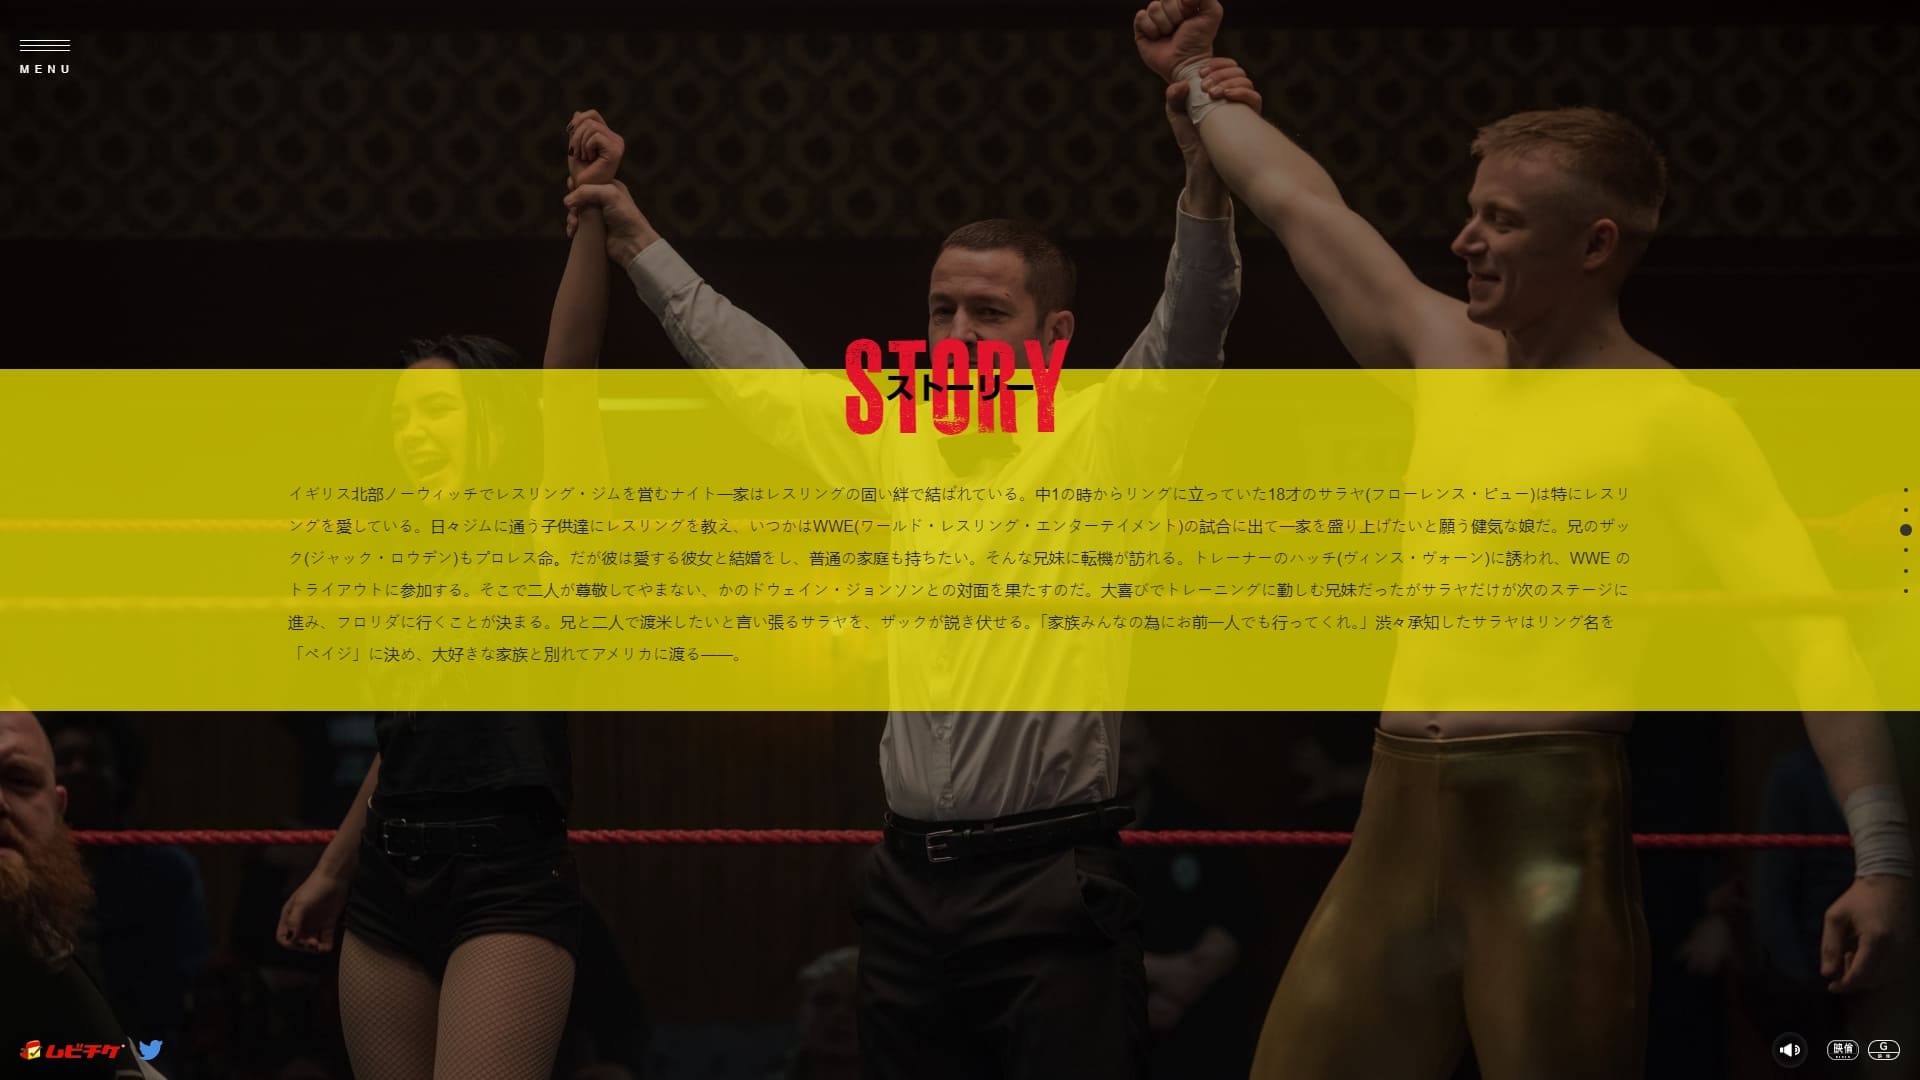 MENU
STORY
ストーリー
イギリス北部ノーウィッチでレスリング・ジムを営むナイト一家はレスリングの固い絆で結ばれている。中1の時からリングに立っていた18才のサラヤ(フローレンス・ピュー)は特にレスリ
ングを愛している。日々ジムに通う子供達にレスリングを教え、いつかはWWE(ワールド・レスリング・エンターテイメント)の試合に出て一家を盛り上げたいと願う健気な娘だ。兄のザッ
ク(ジャック・ロウデン)もプロレス命。だが彼は愛する彼女と結婚をし、普通の家庭も持ちたい。そんな兄妹に転機が訪れる。トレーナーのハッチ(ヴィンス・ヴォーン)に誘われ、WWE の
トライアウトに参加する。そこで二人が尊敬してやまない、かのドウェイン・ジョンソンとの対面を果たすのだ。大喜びでトレーニングに勤しむ兄妹だったがサラヤだけが次のステージに
進み、フロリダに行くことが決まる。兄と二人で渡米したいと言い張るサラヤを、ザックが説き伏せる。「家族みんなの為にお前一人でも行ってくれ。」渋々承知したサラヤはリング名を
「ペイジ」に決め、大好きな家族と別れてアメリカに渡る――。
ムビチケ
映倫
G